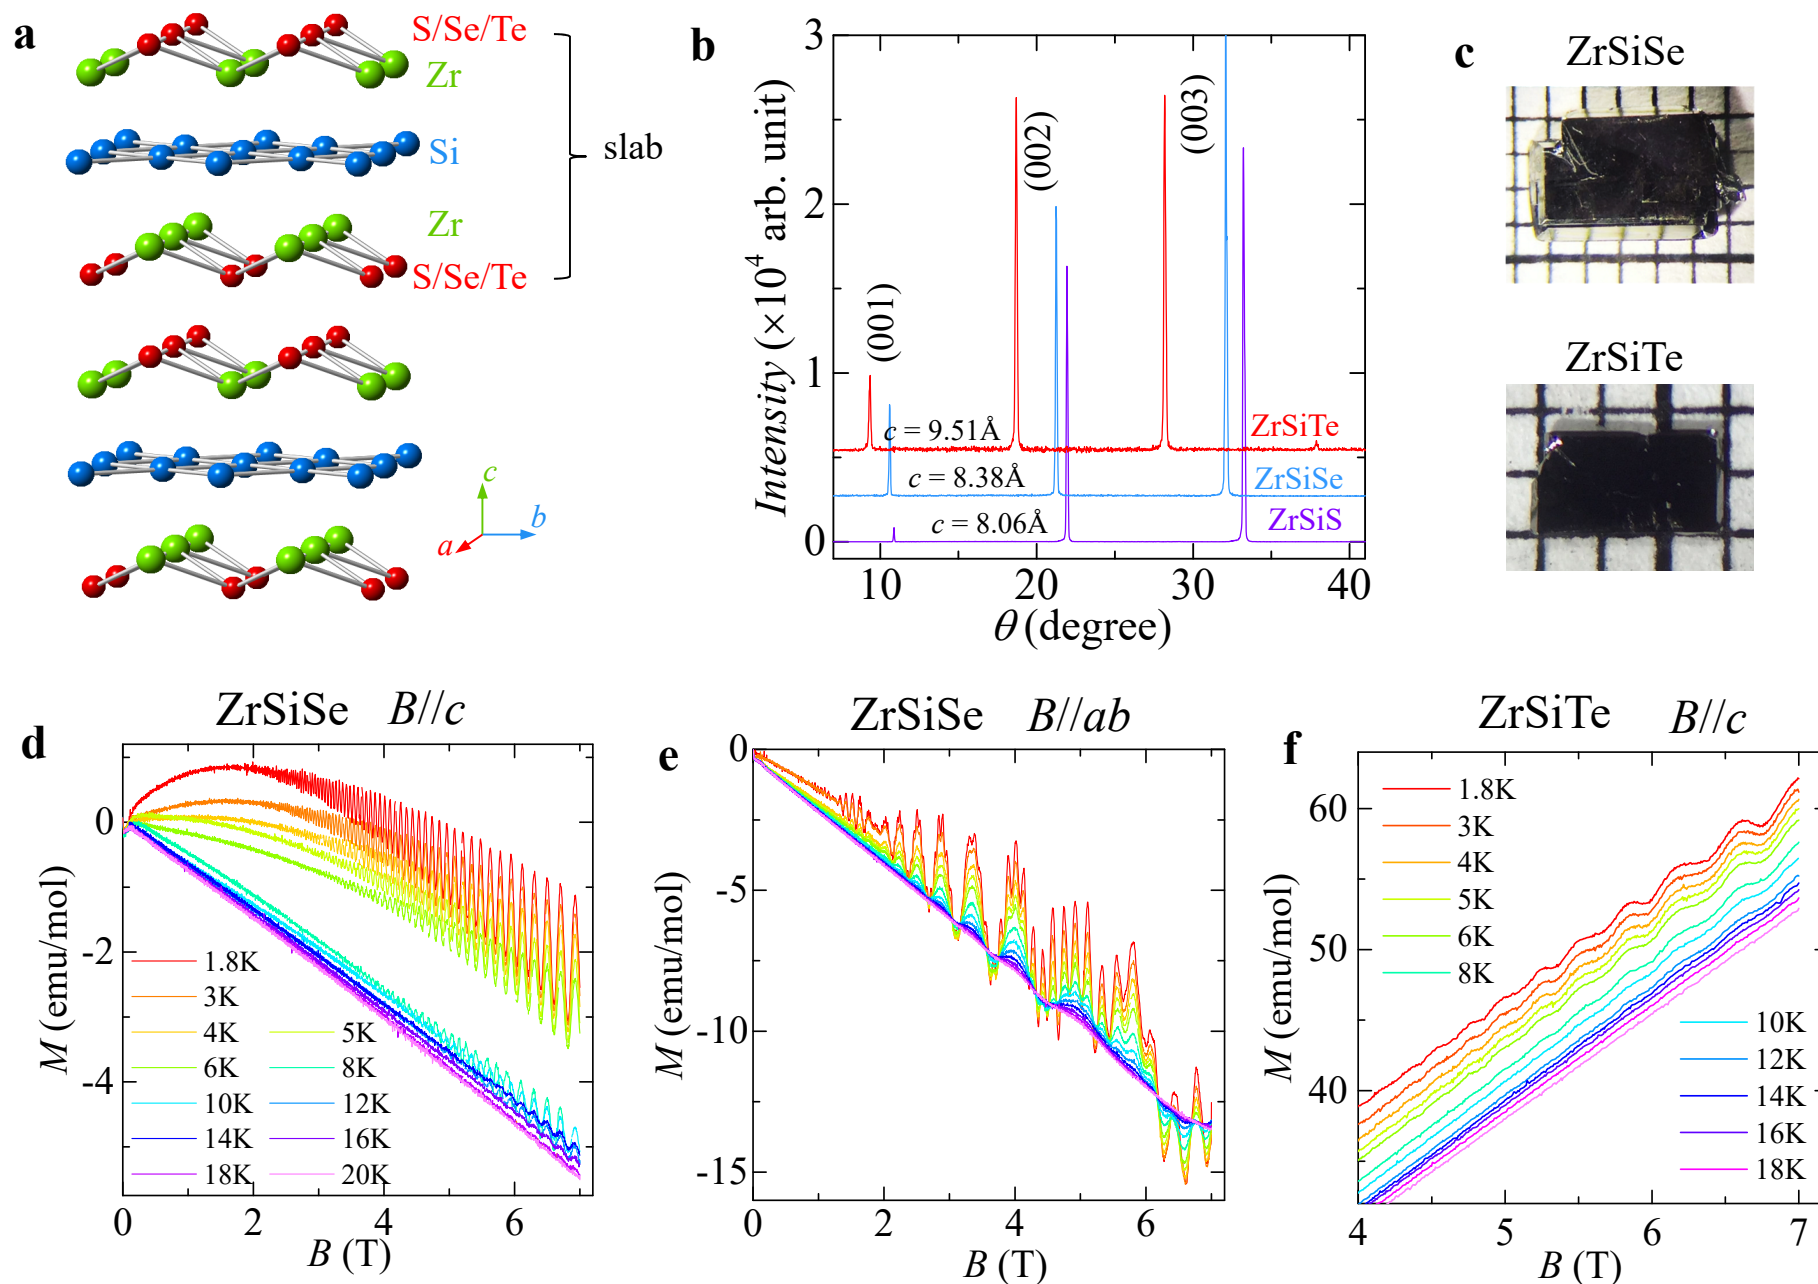 a
S/Se/Te
Zr
Si
slab
Zr
S/Se/Te
c
b
a
b
3
2
1
0
Intensity (×10⁴ arb. unit)
(001)
(002)
(003)
c = 9.51Å
ZrSiTe
c = 8.38Å
ZrSiSe
c = 8.06Å
ZrSiS
10 20 30 40
θ (degree)
c
ZrSiSe
ZrSiTe
d
ZrSiSe B//c
0
-2
-4
M (emu/mol)
1.8K
3K
4K 5K
6K 8K
10K 12K
14K 16K
18K 20K
0 2 4 6
B (T)
e
ZrSiSe B//ab
0
-5
-10
-15
M (emu/mol)
0 2 4 6
B (T)
f
ZrSiTe B//c
60
50
40
M (emu/mol)
1.8K
3K
4K
5K
6K
8K
10K
12K
14K
16K
18K
4 5 6 7
B (T)